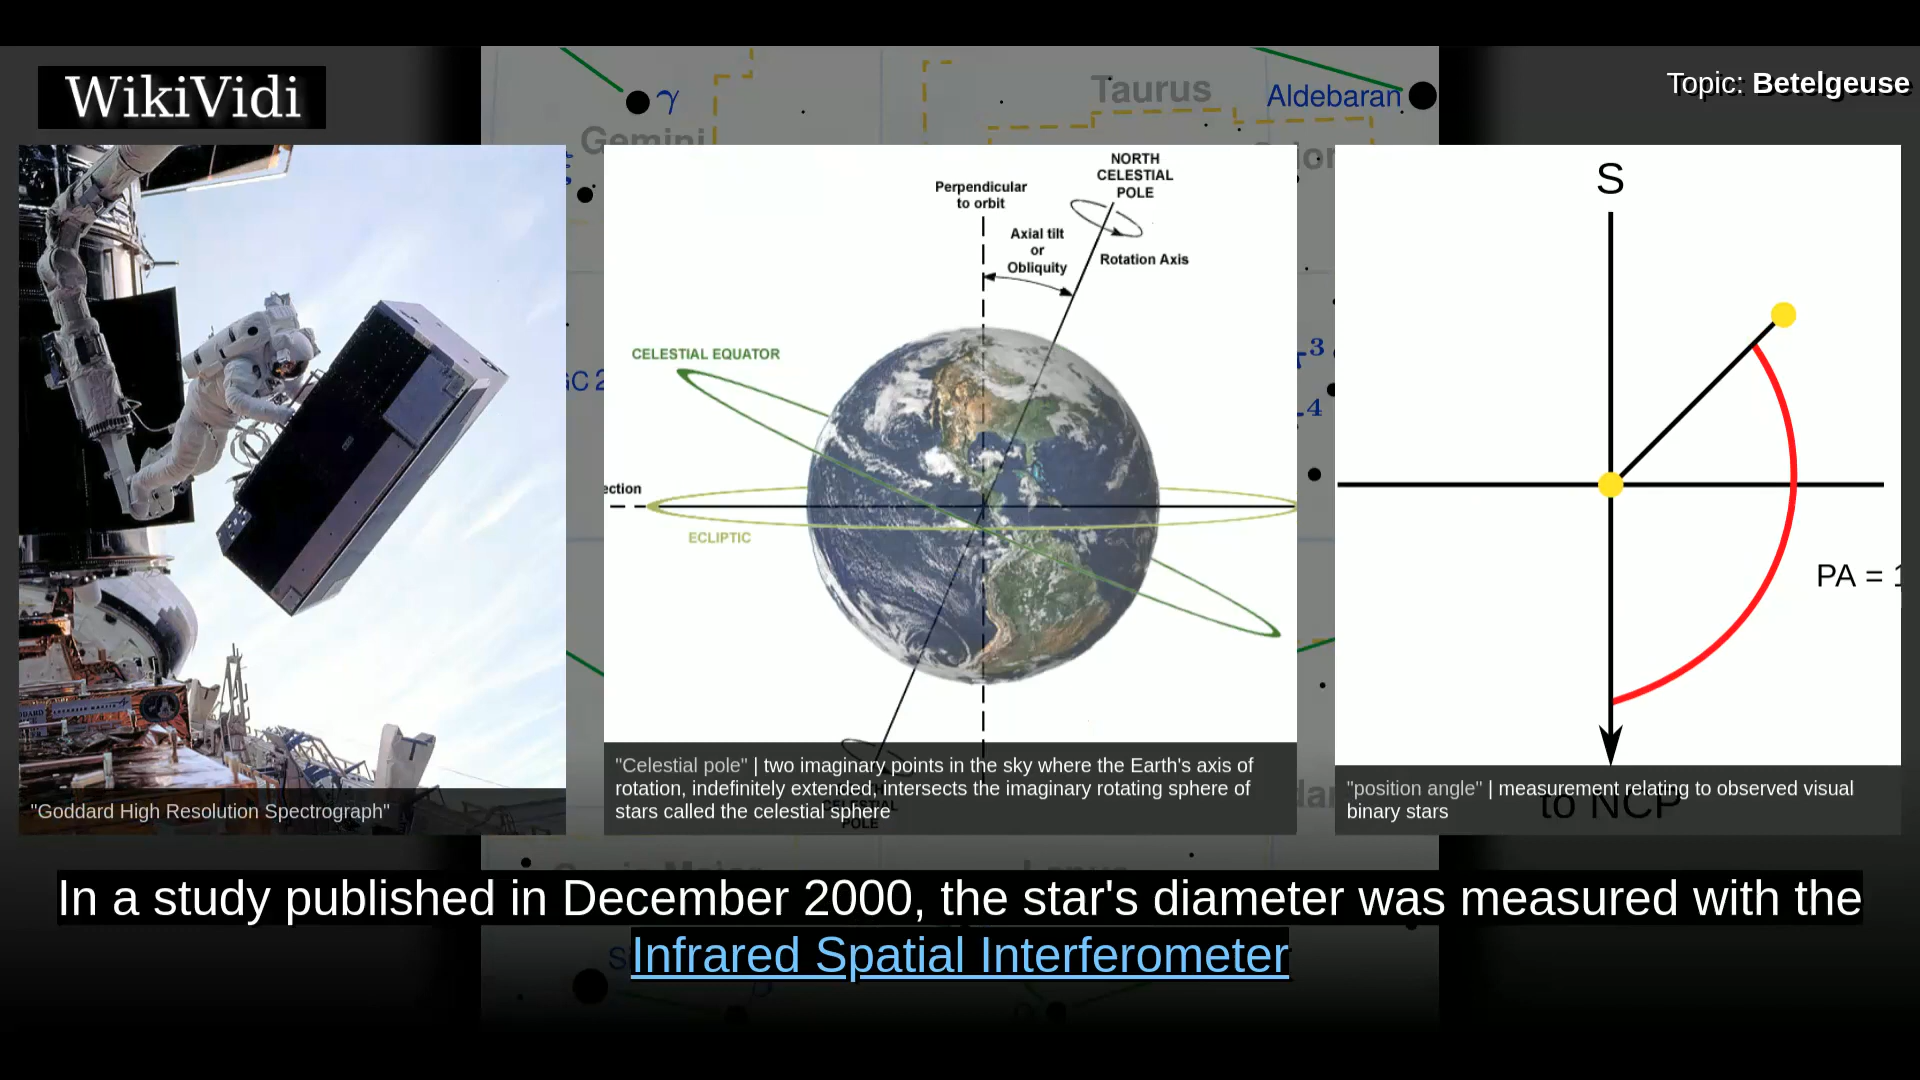 WikiVidi
Topic: Betelgeuse
γ
Taurus
Aldebaran
Gemini
NORTH
CELESTIAL
POLE
Perpendicular
to orbit
Axial tilt
or
Obliquity
Rotation Axis
CELESTIAL EQUATOR
ection
ECLIPTIC
S
PA = 1
to NCP
"Goddard High Resolution Spectrograph"
"Celestial pole" | two imaginary points in the sky where the Earth's axis of
rotation, indefinitely extended, intersects the imaginary rotating sphere of
stars called the celestial sphere
CELESTIAL
POLE
"position angle" | measurement relating to observed visual
binary stars
In a study published in December 2000, the star's diameter was measured with the
Infrared Spatial Interferometer